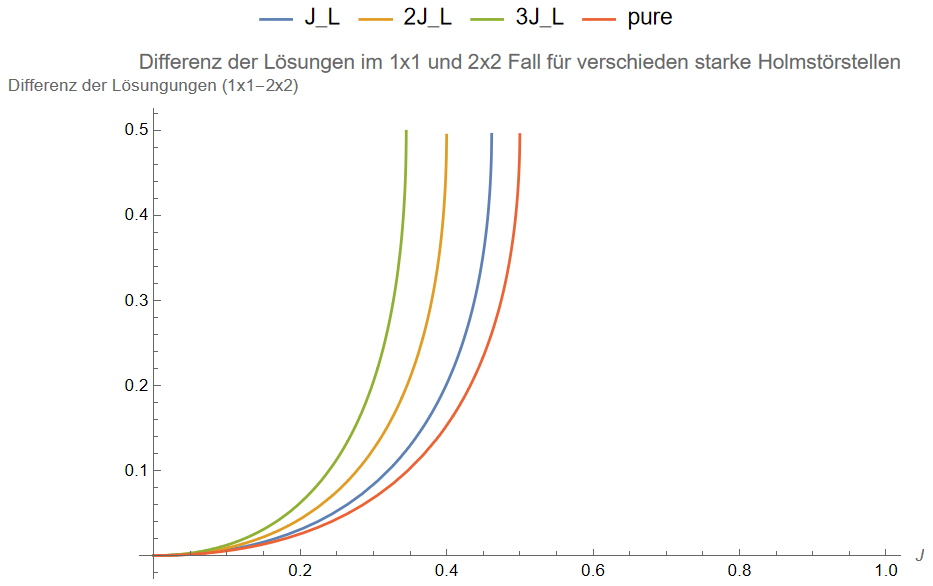 J_L 2J_L 3J_L pure
Differenz der Lösungen im 1x1 und 2x2 Fall für verschieden starke Holmstörstellen
Differenz der Lösungungen (1x1–2x2)
0.5
0.4
0.3
0.2
0.1
0.2 0.4 0.6 0.8 1.0
J